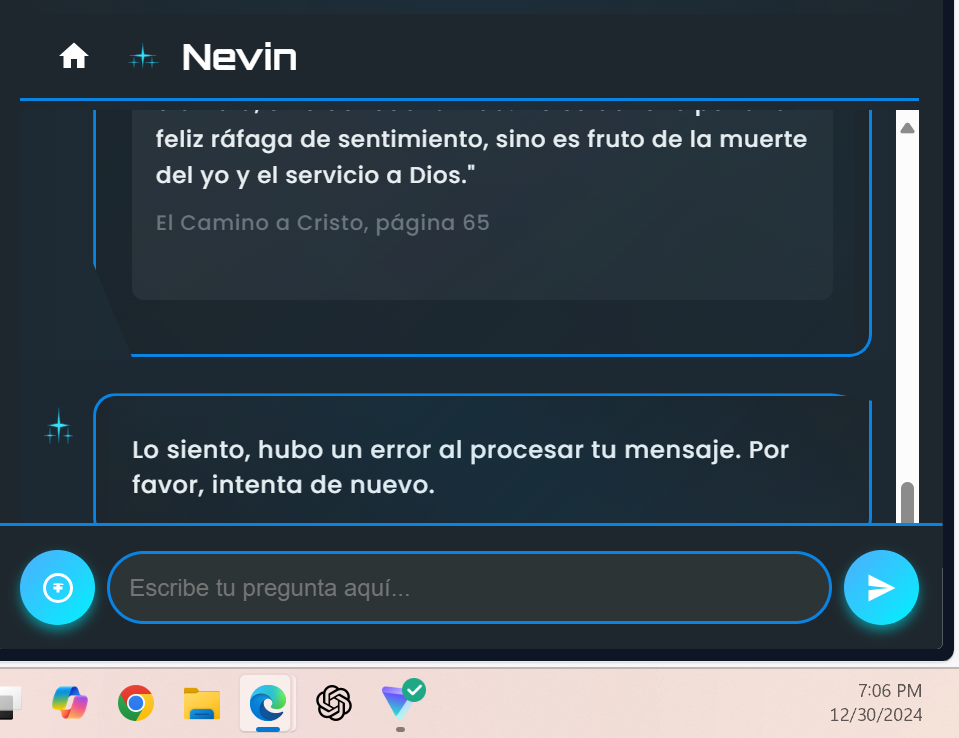 Nevin
feliz ráfaga de sentimiento, sino es fruto de la muerte
del yo y el servicio a Dios."
El Camino a Cristo, página 65
Lo siento, hubo un error al procesar tu mensaje. Por
favor, intenta de nuevo.
Escribe tu pregunta aquí...
7:06 PM
12/30/2024